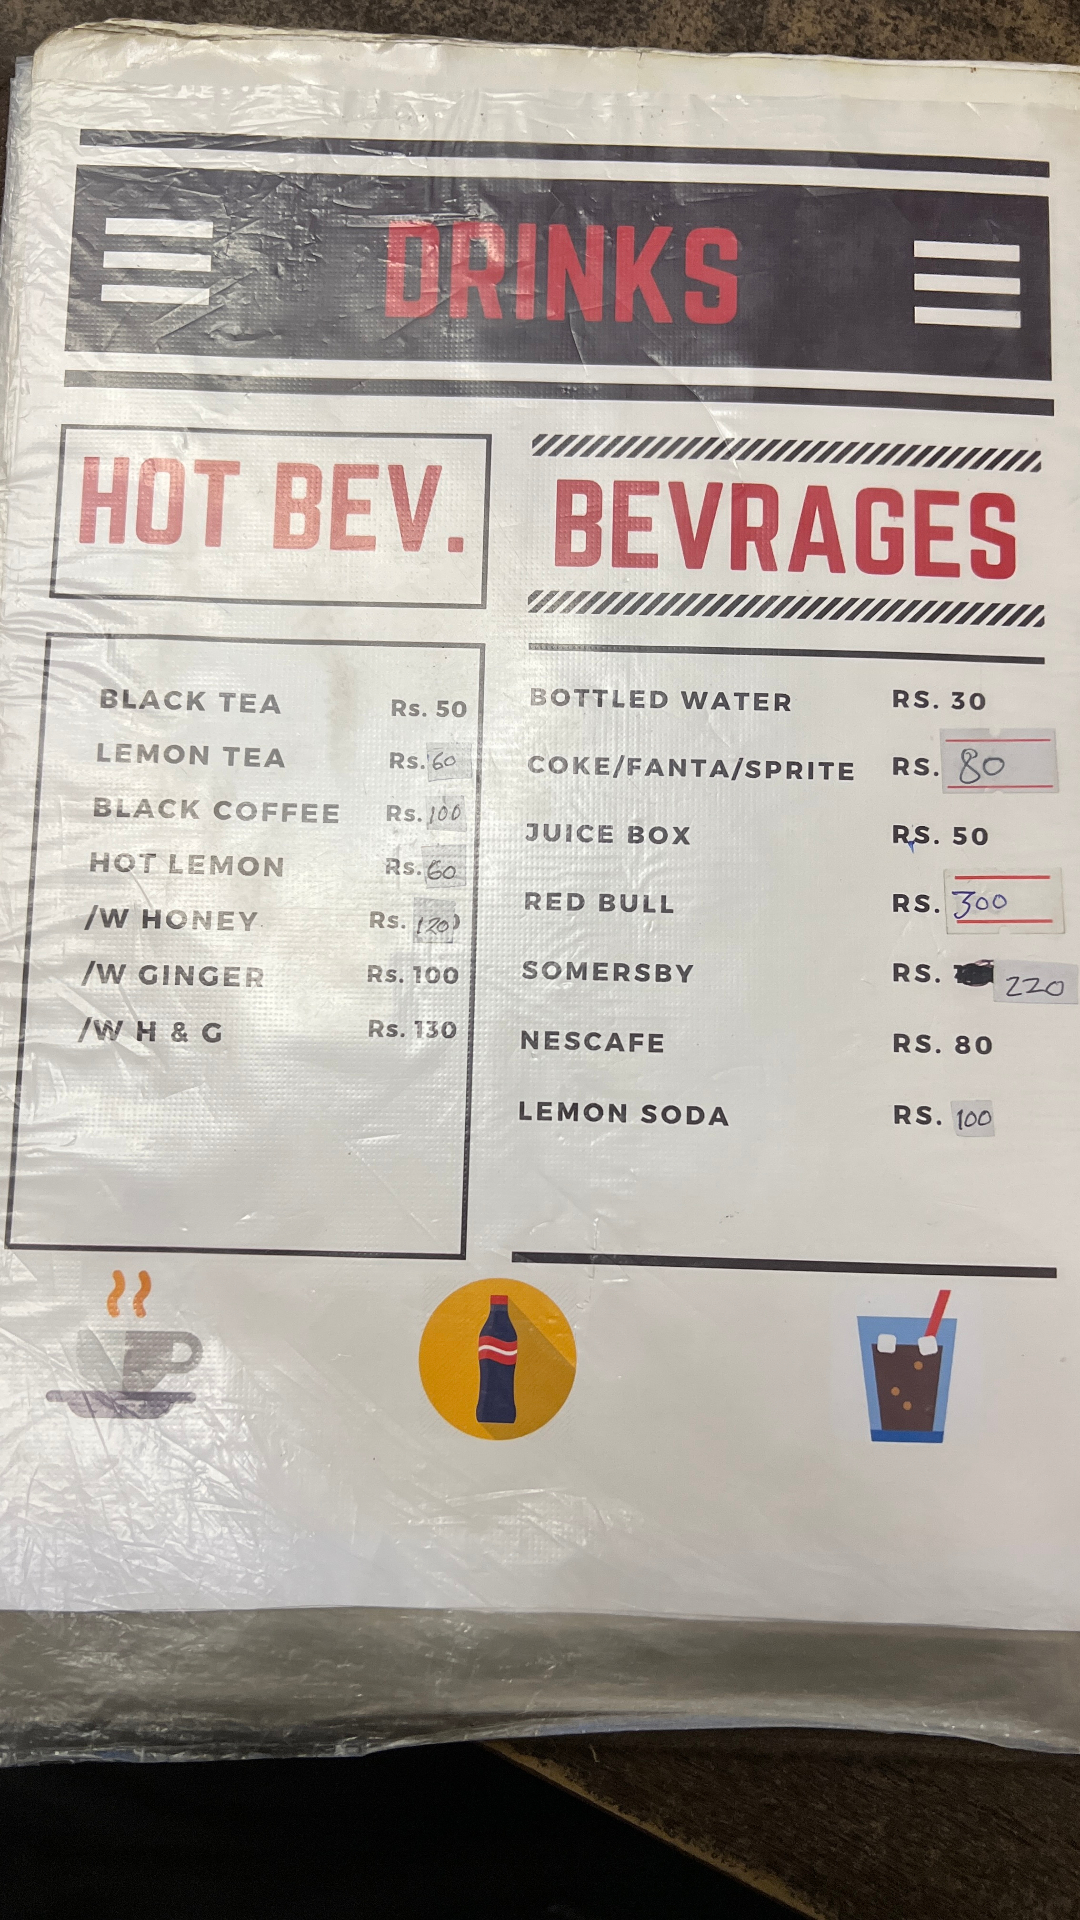 DRINKS
HOT BEV.
BLACK TEA Rs. 50
LEMON TEA Rs. 60
BLACK COFFEE Rs. 100
HOT LEMON Rs. 60
/W HONEY Rs. 120
/W GINGER Rs. 100
/W H & G Rs. 130
BEVRAGES
BOTTLED WATER RS. 30
COKE/FANTA/SPRITE RS. 80
JUICE BOX RS. 50
RED BULL RS. 300
SOMERSBY RS. 220
NESCAFE RS. 80
LEMON SODA RS. 100